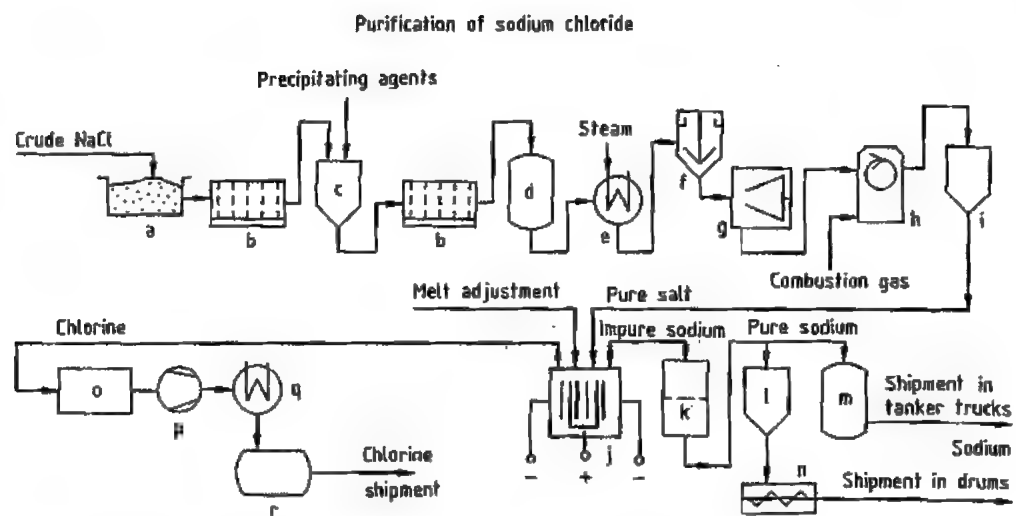 Purification of sodium chloride
Precipitating agents
Crude NaCl
Steam
a
b
c
b
d
e
f
g
h
i
Combustion gas
Melt adjustment
Pure salt
Chlorine
Impure sodium
Pure sodium
o
p
q
r
Chlorine
shipment
- + -
j
k
l
m
n
Shipment in
tanker trucks
Sodium
Shipment in drums